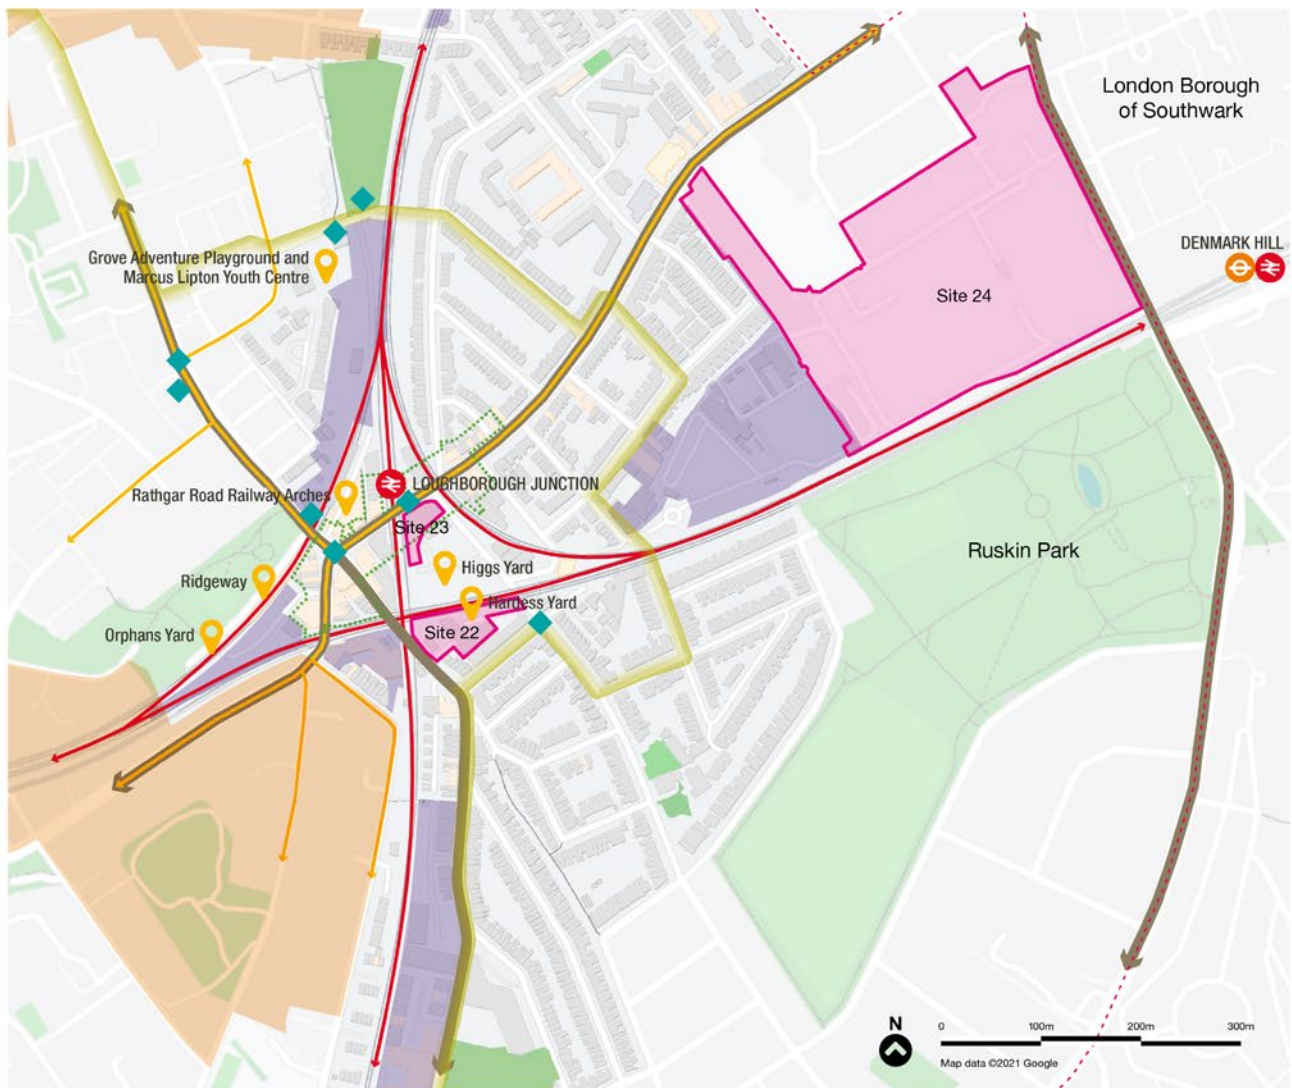 London Borough
of Southwark
DENMARK HILL
Grove Adventure Playground and
Marcus Lipton Youth Centre
Site 24
Rathgar Road Railway Arches
LOUGHBOROUGH JUNCTION
Site 23
Ruskin Park
Higgs Yard
Ridgeway
Hardess Yard
Orphans Yard
Site 22
N
0 100m 200m 300m
Map data ©2021 Google